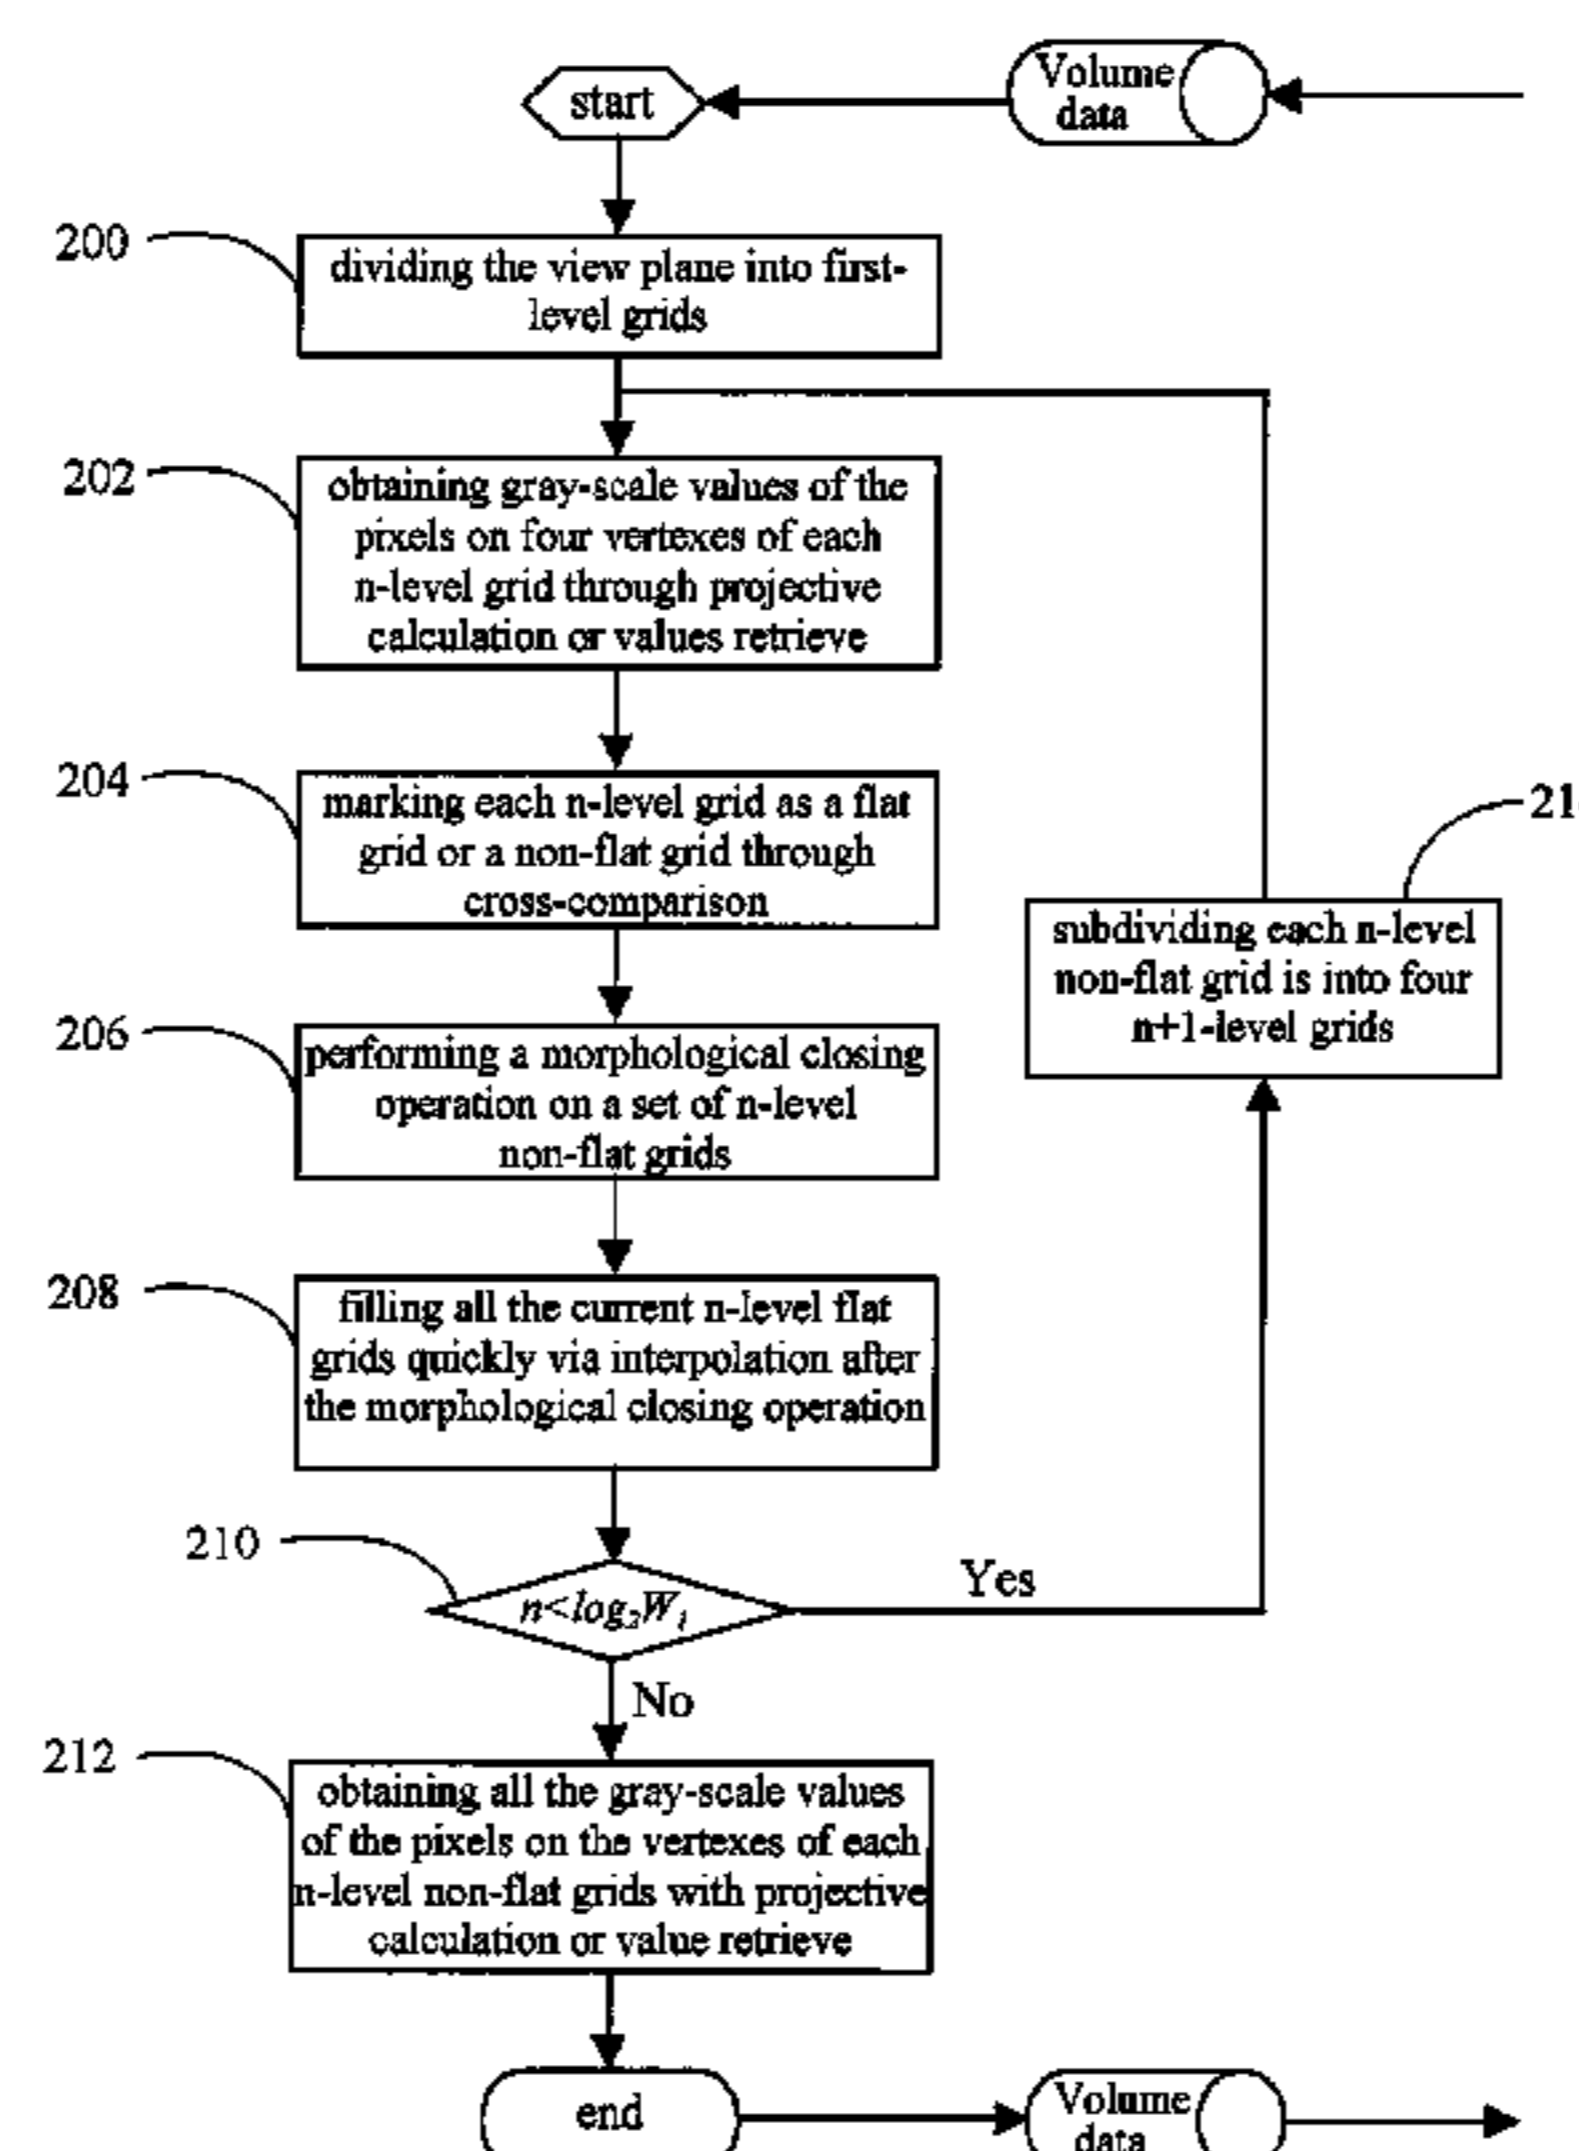 Volume
data
start
200
dividing the view plane into first-
level grids
202
obtaining gray-scale values of the
pixels on four vertexes of each
n-level grid through projective
calculation or values retrieve
204
marking each n-level grid as a flat
grid or a non-flat grid through
cross-comparison
21
subdividing each n-level
non-flat grid is into four
n+1-level grids
206
performing a morphological closing
operation on a set of n-level
non-flat grids
208
filling all the current n-level flat
grids quickly via interpolation after
the morphological closing operation
210
n<log₂W₁
Yes
No
212
obtaining all the gray-scale values
of the pixels on the vertexes of each
n-level non-flat grids with projective
calculation or value retrieve
end
Volume
data